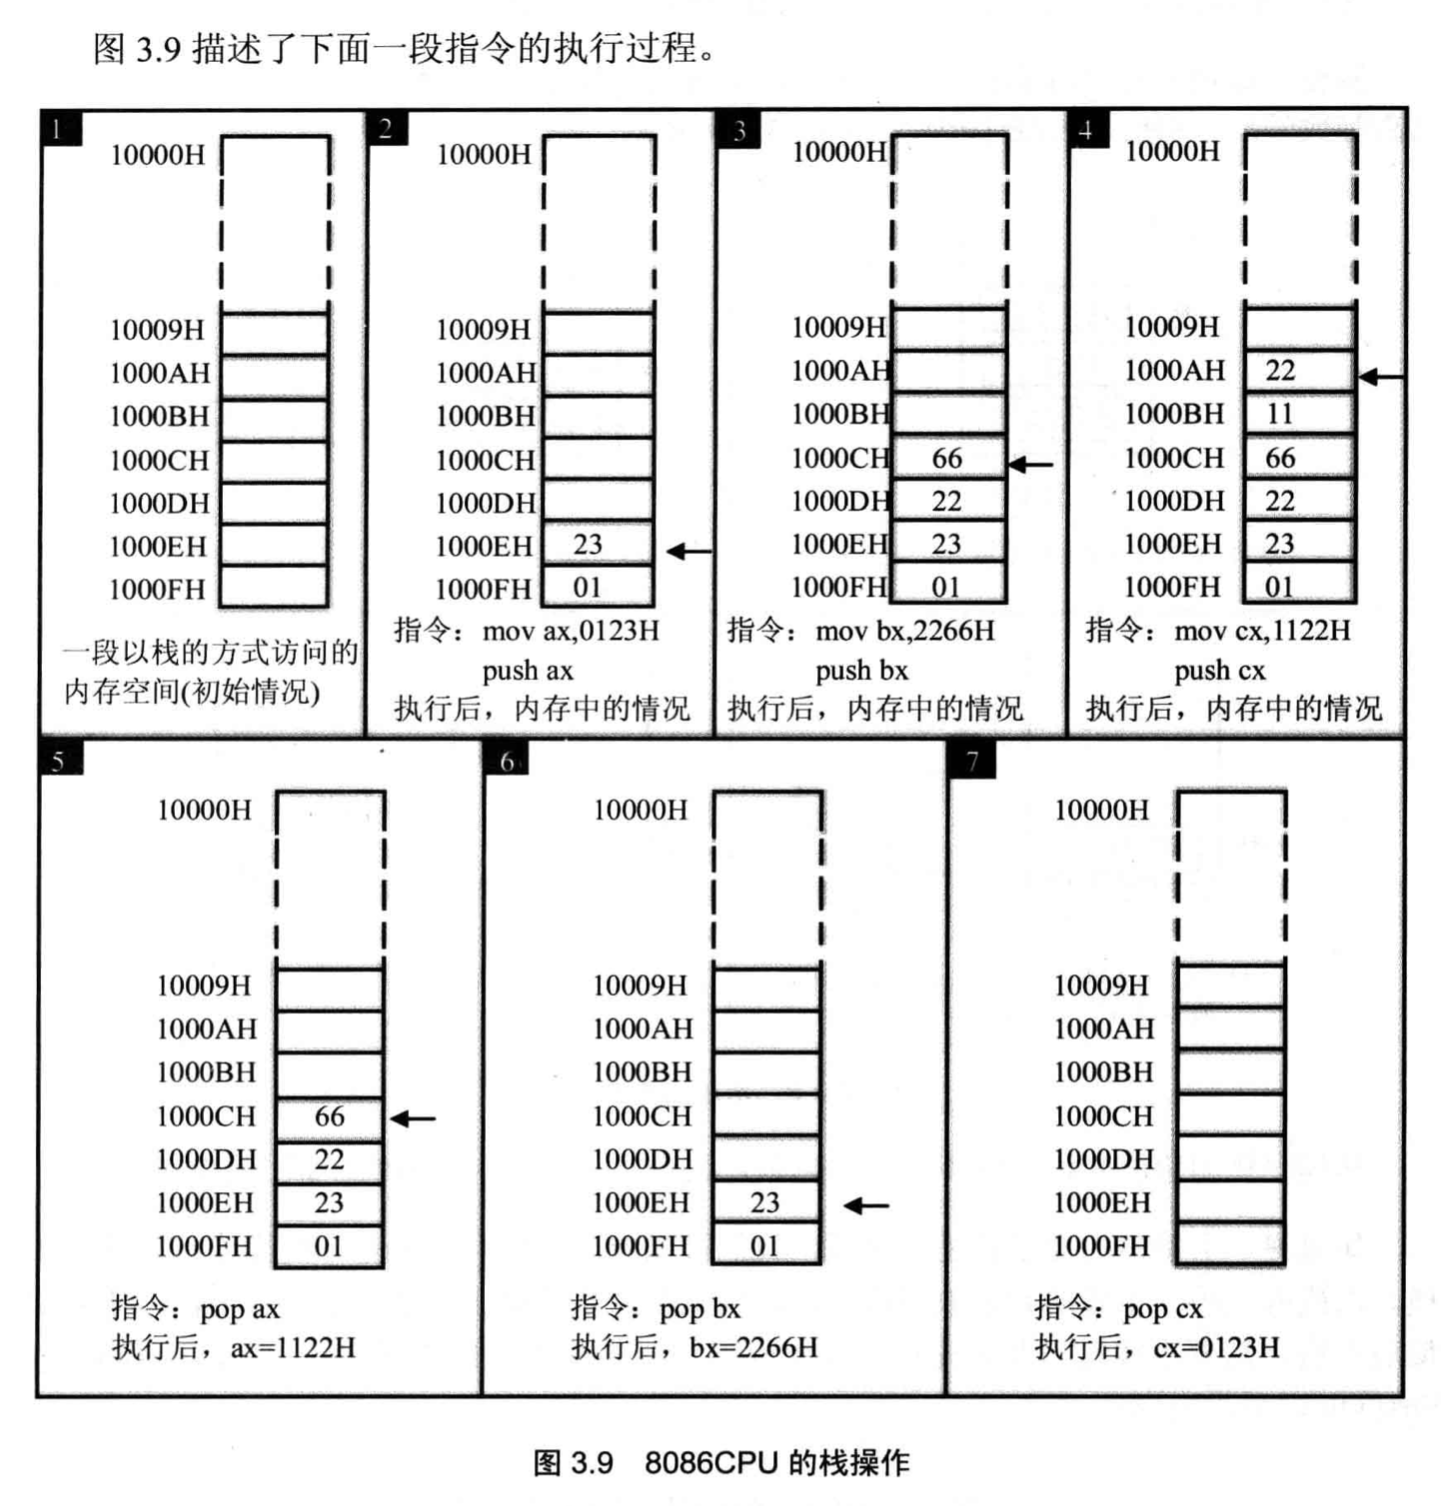 图 3.9 描述了下面一段指令的执行过程。
1
10000H
10009H
1000AH
1000BH
1000CH
1000DH
1000EH
1000FH
一段以栈的方式访问的
内存空间(初始情况)
2
10000H
10009H
1000AH
1000BH
1000CH
1000DH
1000EH 23
1000FH 01
指令：mov ax,0123H
push ax
执行后，内存中的情况
3
10000H
10009H
1000AH
1000BH
1000CH 66
1000DH 22
1000EH 23
1000FH 01
指令：mov bx,2266H
push bx
执行后，内存中的情况
4
10000H
10009H
1000AH 22
1000BH 11
1000CH 66
1000DH 22
1000EH 23
1000FH 01
指令：mov cx,1122H
push cx
执行后，内存中的情况
5
10000H
10009H
1000AH
1000BH
1000CH 66
1000DH 22
1000EH 23
1000FH 01
指令：pop ax
执行后，ax=1122H
6
10000H
10009H
1000AH
1000BH
1000CH
1000DH
1000EH 23
1000FH 01
指令：pop bx
执行后，bx=2266H
7
10000H
10009H
1000AH
1000BH
1000CH
1000DH
1000EH
1000FH
指令：pop cx
执行后，cx=0123H
图 3.9 8086CPU 的栈操作